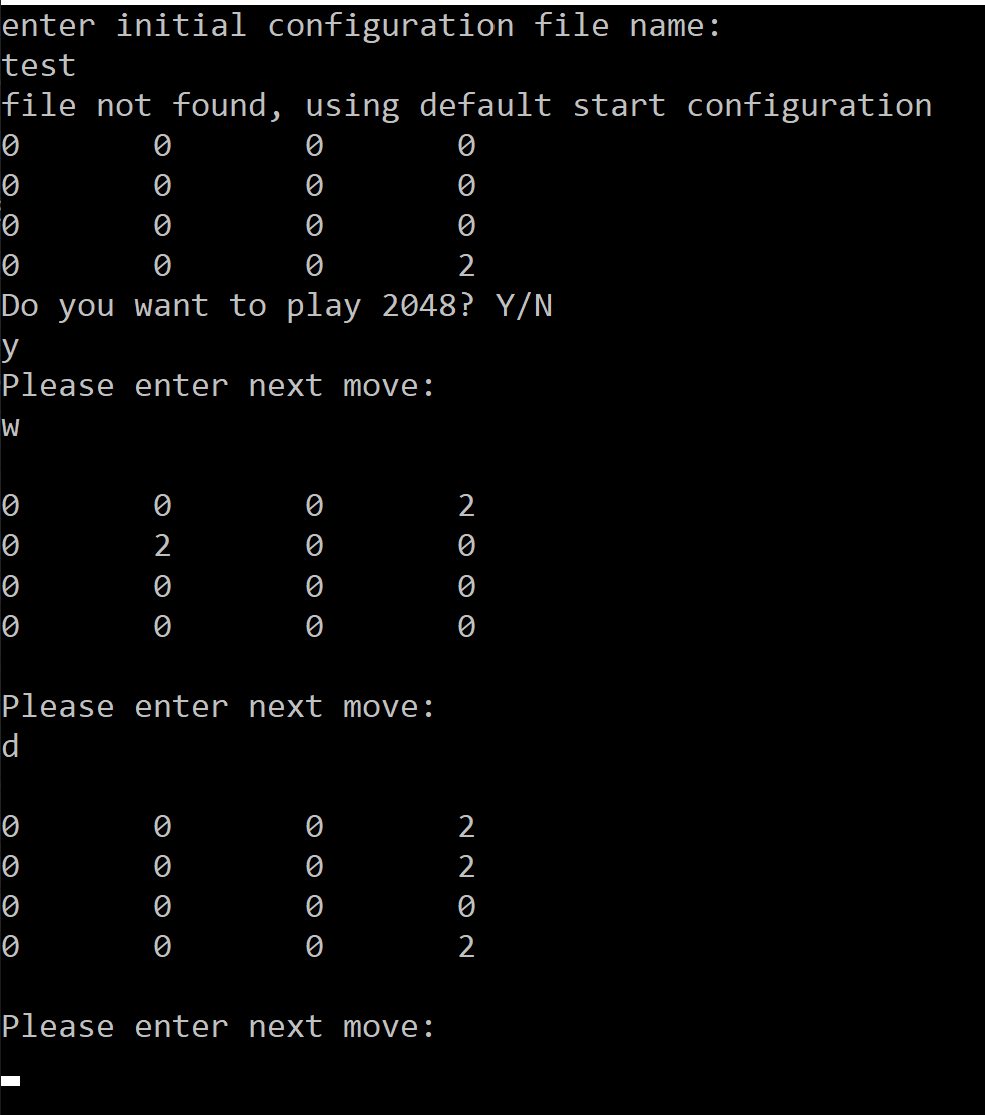 enter initial configuration file name:
test
file not found, using default start configuration
0 0 0 0
0 0 0 0
0 0 0 0
0 0 0 2
Do you want to play 2048? Y/N
y
Please enter next move:
w
0 0 0 2
0 2 0 0
0 0 0 0
0 0 0 0
Please enter next move:
d
0 0 0 2
0 0 0 2
0 0 0 0
0 0 0 2
Please enter next move: